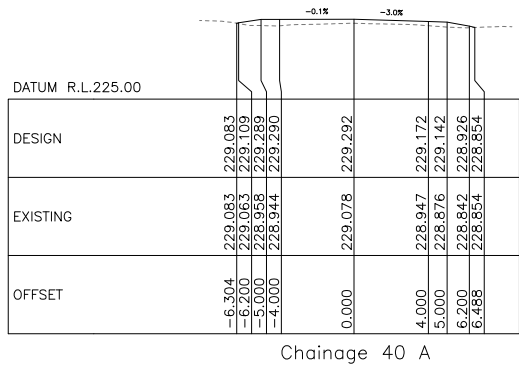 -0.1% -3.0%
DATUM R.L.225.00
DESIGN 229.083 229.109 229.289 229.290 229.292 229.172 229.142 228.926 228.854
EXISTING 229.083 229.063 228.958 228.944 229.078 228.947 228.876 228.842 228.854
OFFSET -6.304 -6.200 -5.000 -4.000 0.000 4.000 5.000 6.200 6.488
Chainage 40 A